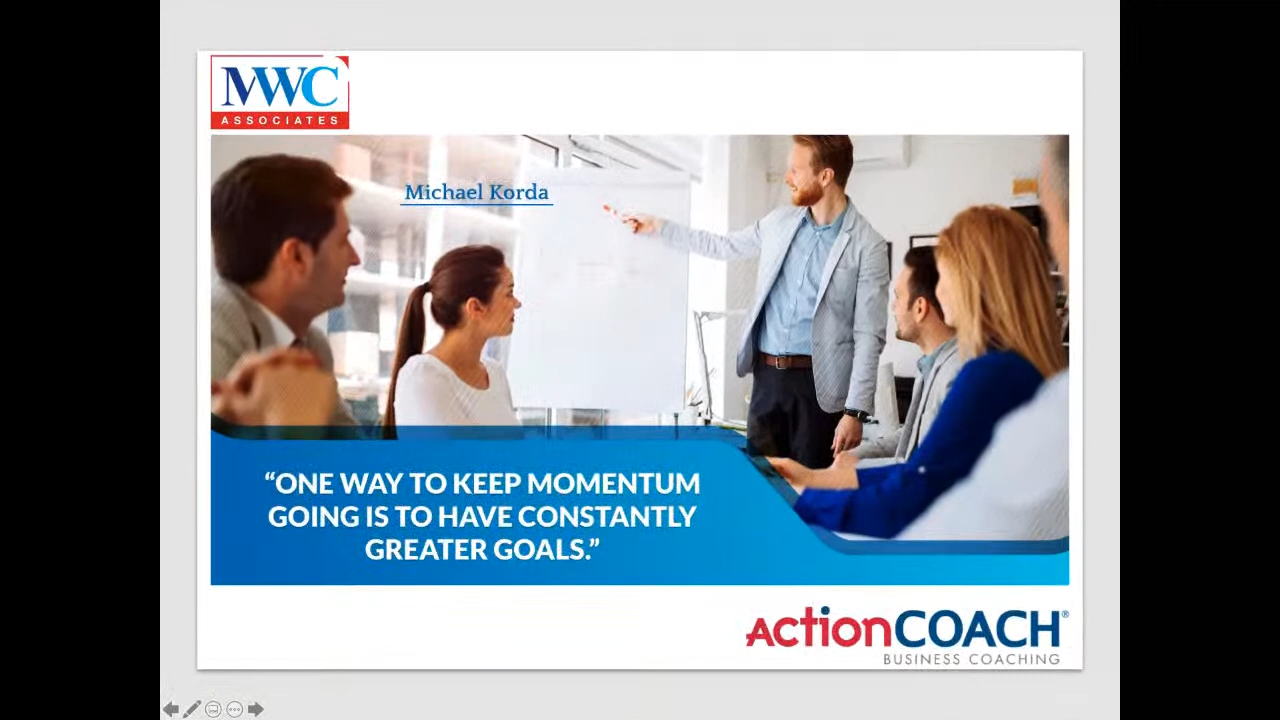 MWC
ASSOCIATES
Michael Korda
“ONE WAY TO KEEP MOMENTUM
GOING IS TO HAVE CONSTANTLY
GREATER GOALS.”
ActionCOACH®
BUSINESS COACHING